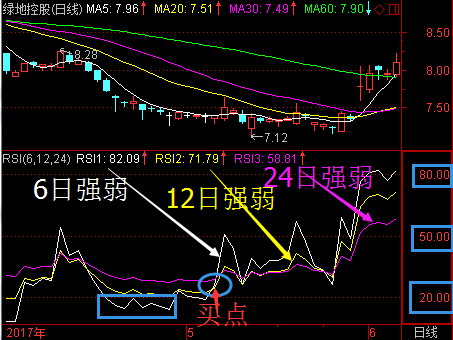 绿地控股(日线) MA5: 7.96↑ MA20: 7.51↑ MA30: 7.49↑ MA60: 7.90↓
8.50
8.28
8.00
7.50
7.12
RSI(6,12,24) RSI1: 82.09↑ RSI2: 71.79↑ RSI3: 58.81↑
80.00
6日强弱 12日强弱 24日强弱
50.00
20.00
买点
2017年 5 6 日线